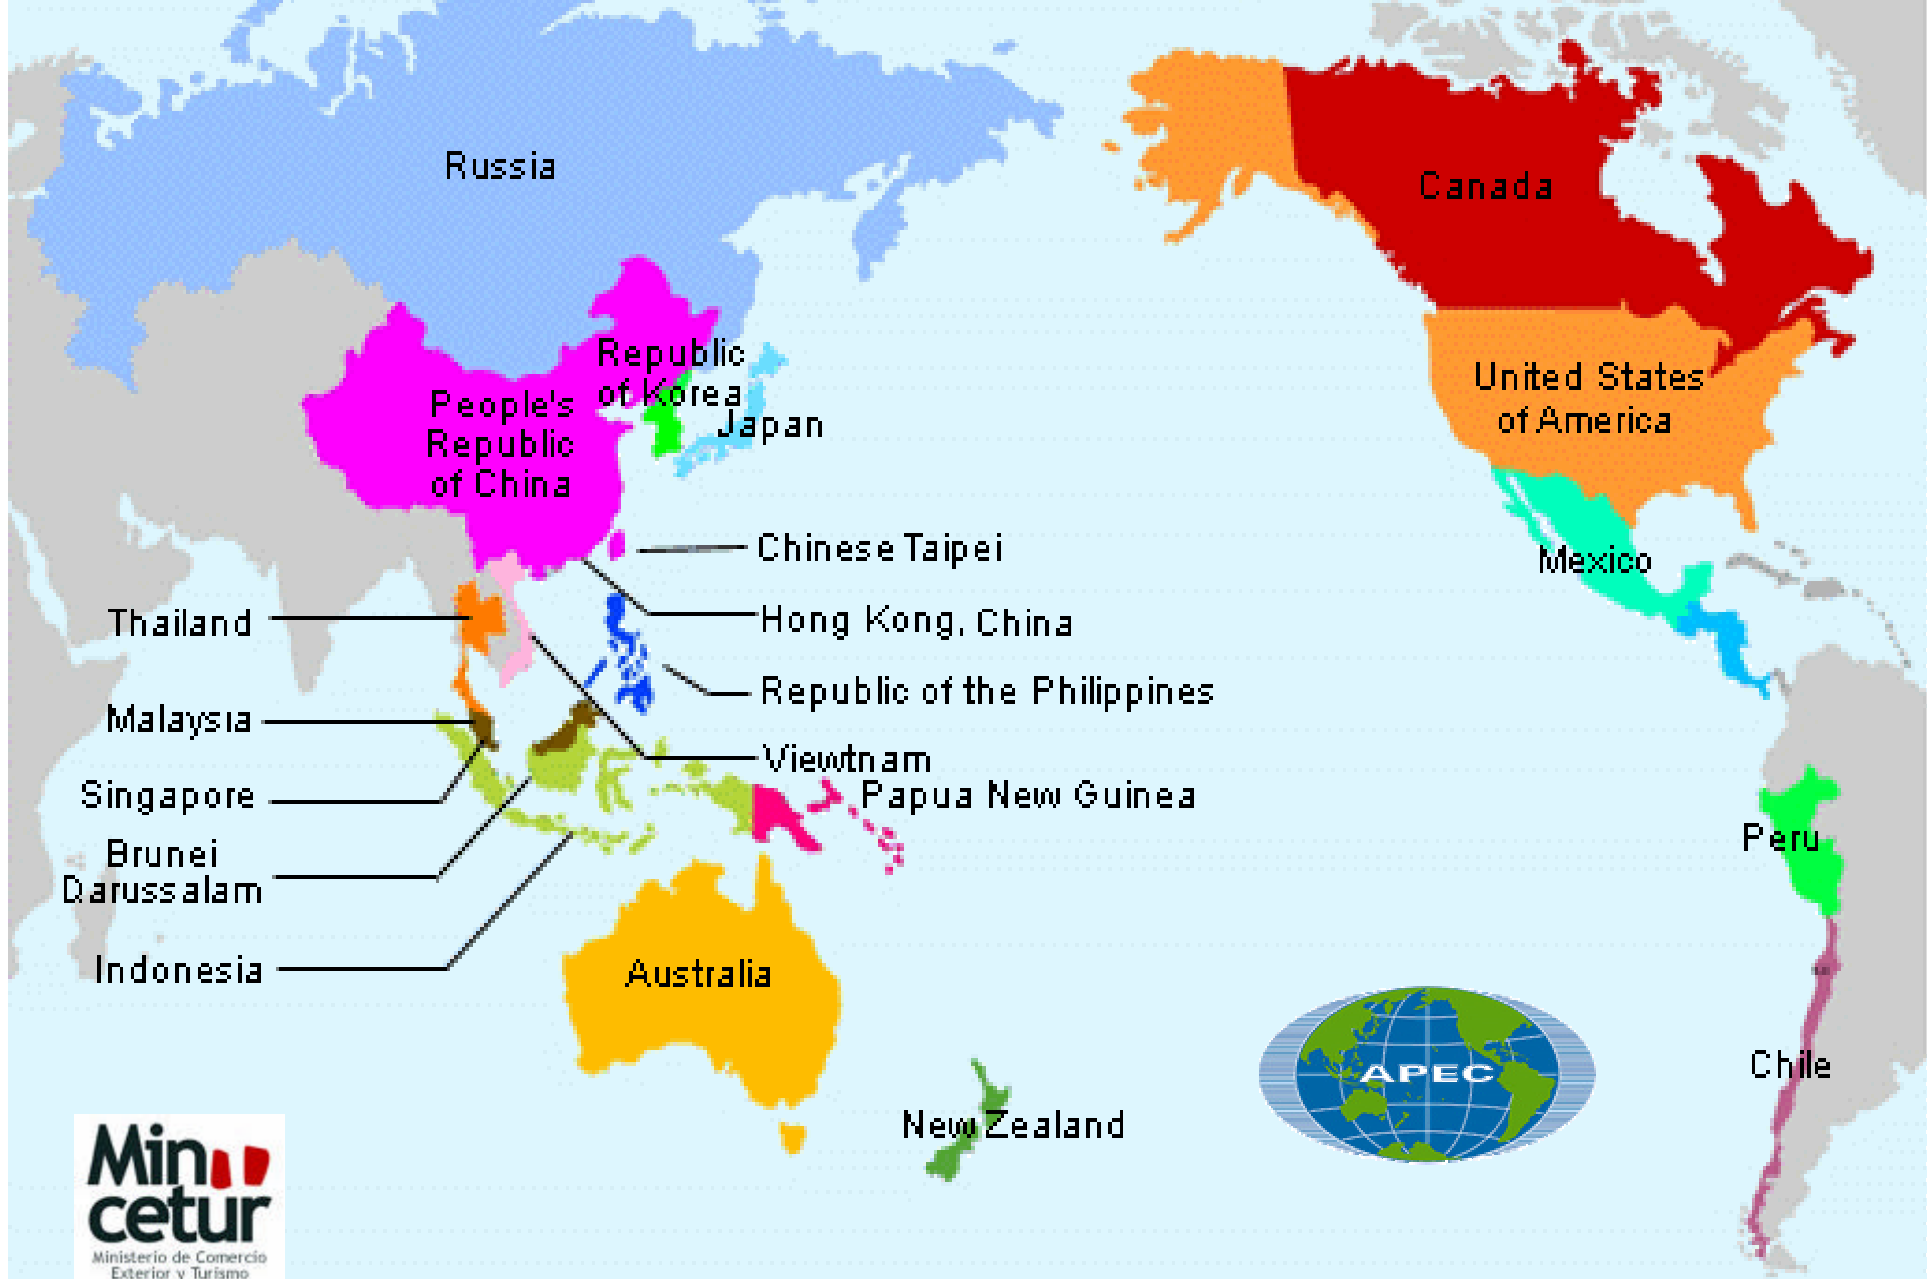 Russia
Canada
Republic
of Korea
People's
Republic
of China
Japan
United States
of America
Mexico
Chinese Taipei
Hong Kong, China
Thailand
Republic of the Philippines
Malaysia
Viewtnam
Singapore
Papua New Guinea
Brunei
Darussalam
Peru
Indonesia
Australia
Chile
APEC
New Zealand
Min
cetur
Ministerio de Comercio
Exterior y Turismo